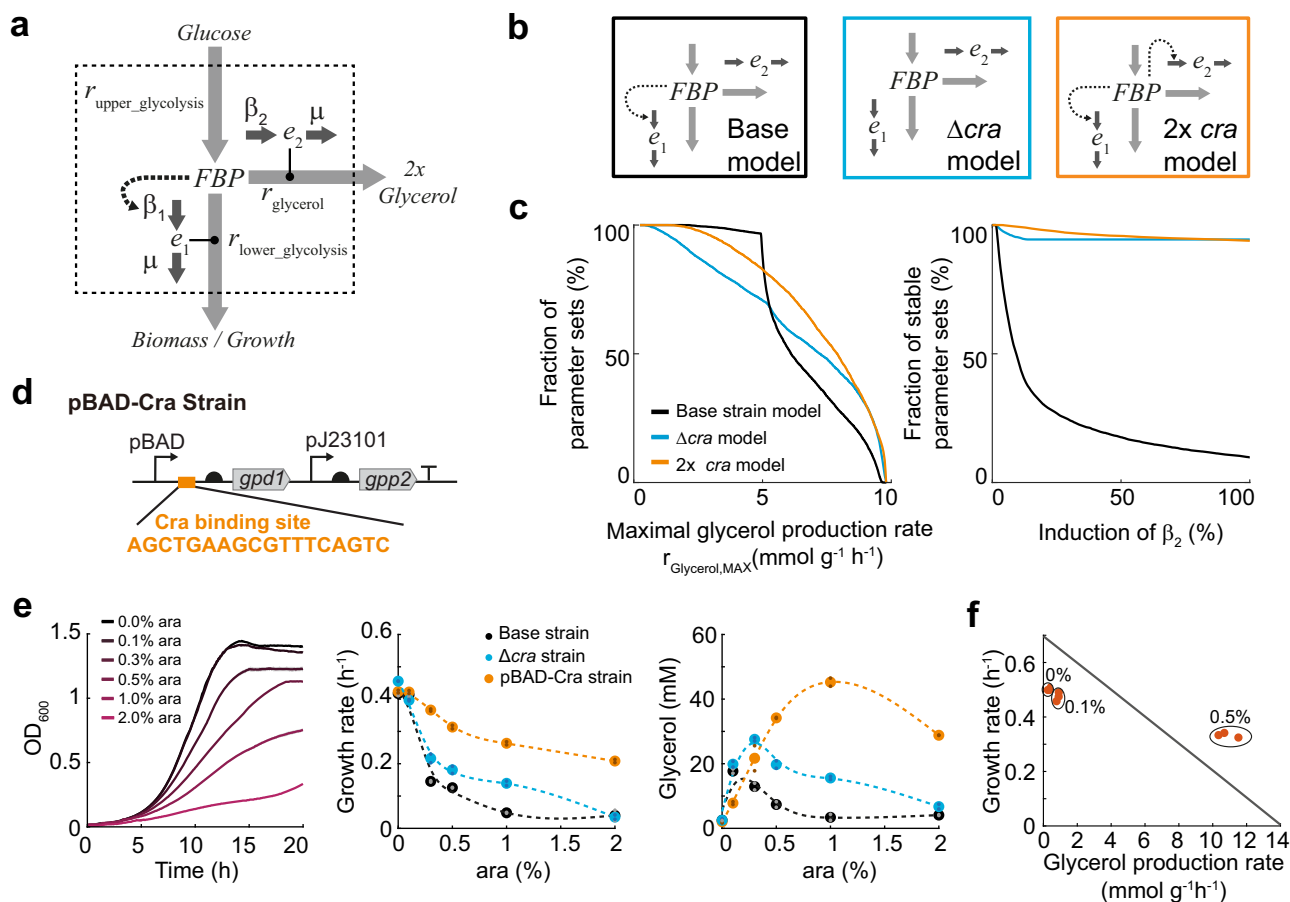 a
Glucose
r upper_glycolysis
β2
e2
μ
FBP
2x
Glycerol
r glycerol
β1
e1
r lower_glycolysis
μ
Biomass / Growth
b
e2
FBP
e1
Base
model
e2
FBP
e1
Δcra
model
e2
FBP
e1
2x cra
model
c
Fraction of
parameter sets (%)
100
50
0
Base strain model
Δcra model
2x cra model
0
5
10
Maximal glycerol production rate
rGlycerol,MAX(mmol g-1 h-1)
Fraction of stable
parameter sets (%)
100
50
0
0
50
100
Induction of β2 (%)
d
pBAD-Cra Strain
pBAD
pJ23101
gpd1
gpp2
Cra binding site
AGCTGAAGCGTTTCAGTC
e
0.0% ara
0.1% ara
0.3% ara
0.5% ara
1.0% ara
2.0% ara
OD600
1.5
1
0.5
0
0
5
10
15
20
Time (h)
Growth rate (h-1)
0.6
0.4
0.2
0
Base strain
Δcra strain
pBAD-Cra strain
0
0.5
1
1.5
2
ara (%)
Glycerol (mM)
60
40
20
0
0
0.5
1
1.5
2
ara (%)
f
Growth rate (h-1)
0.6
0.4
0.2
0
0%
0.1%
0.5%
0 2 4 6 8 10 12 14
Glycerol production rate
(mmol g-1h-1)